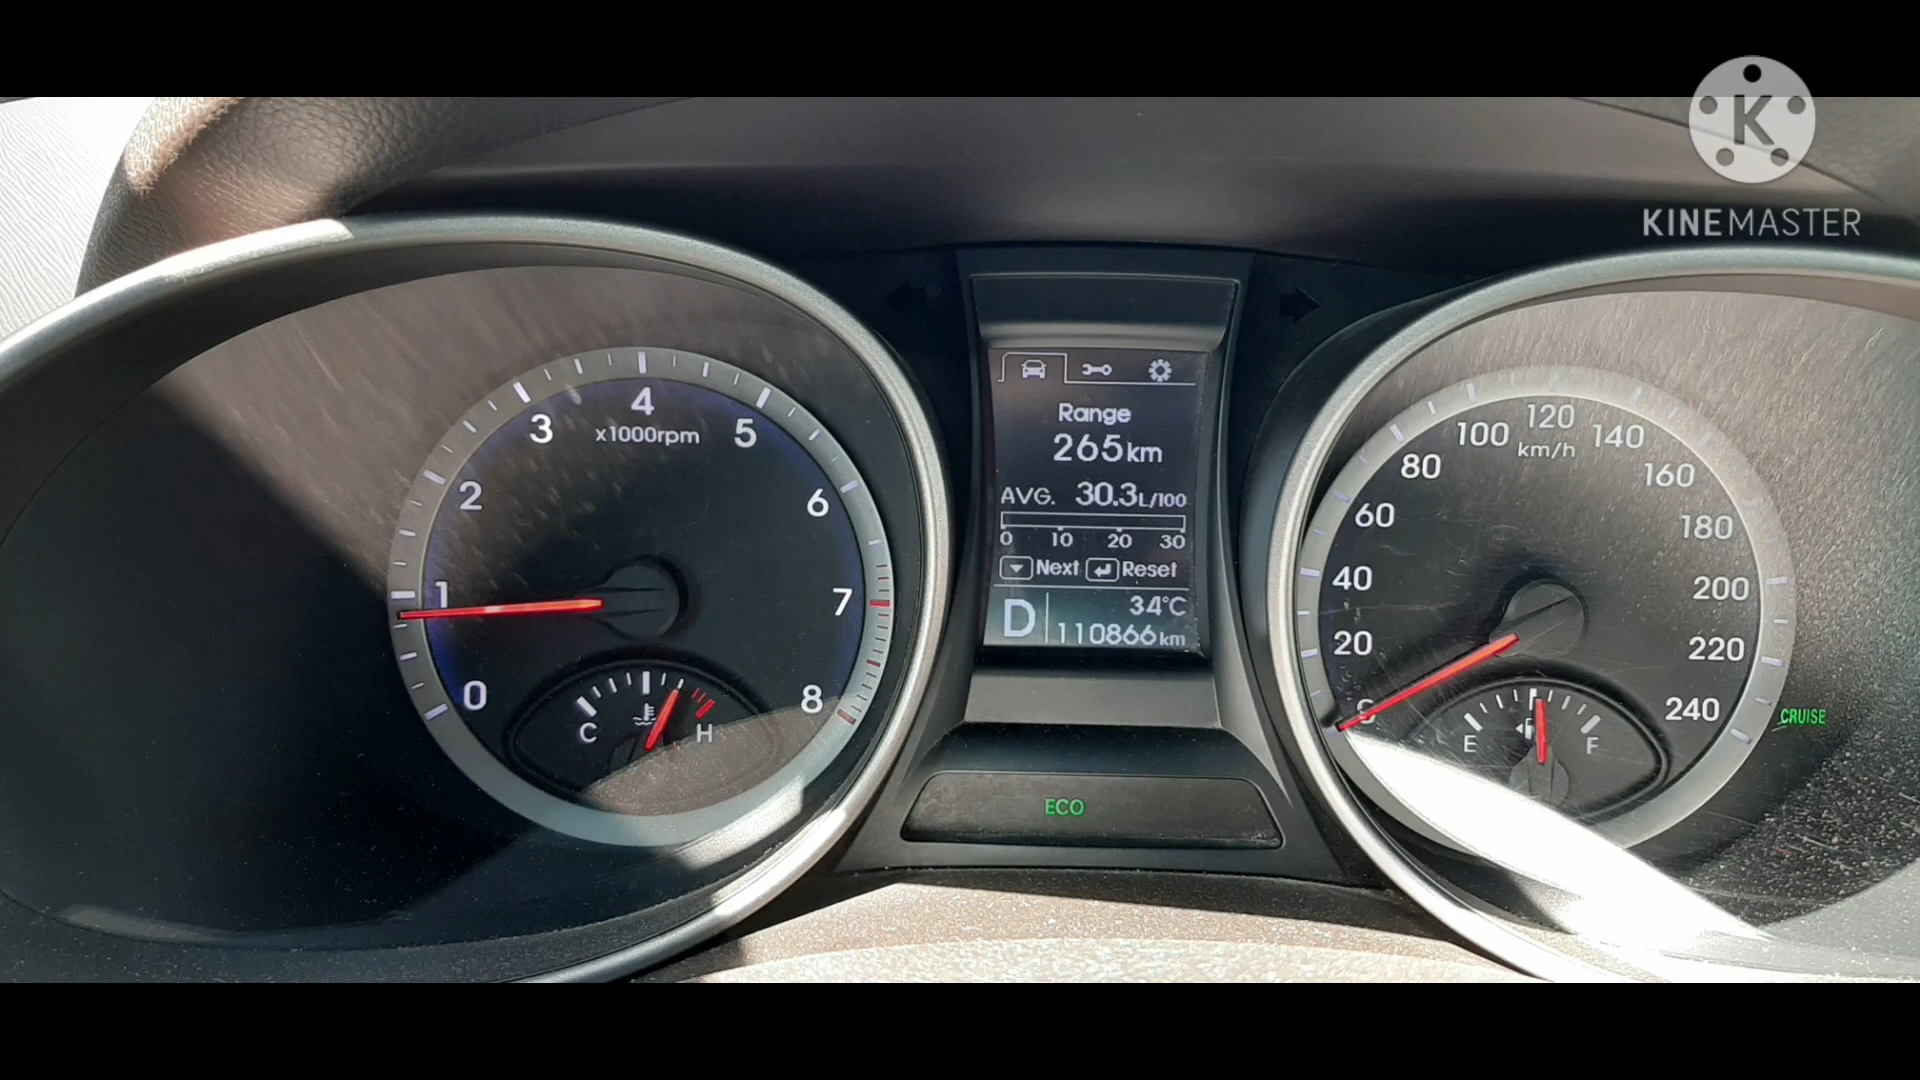 K
KINEMASTER
0 1 2 3 4 5 6 7 8
x1000rpm
C H
Range
265km
AVG. 30.3L/100
0 10 20 30
Next Reset
D 34°C
110866km
ECO
0 20 40 60 80 100 120 140 160 180 200 220 240
km/h
E F
CRUISE